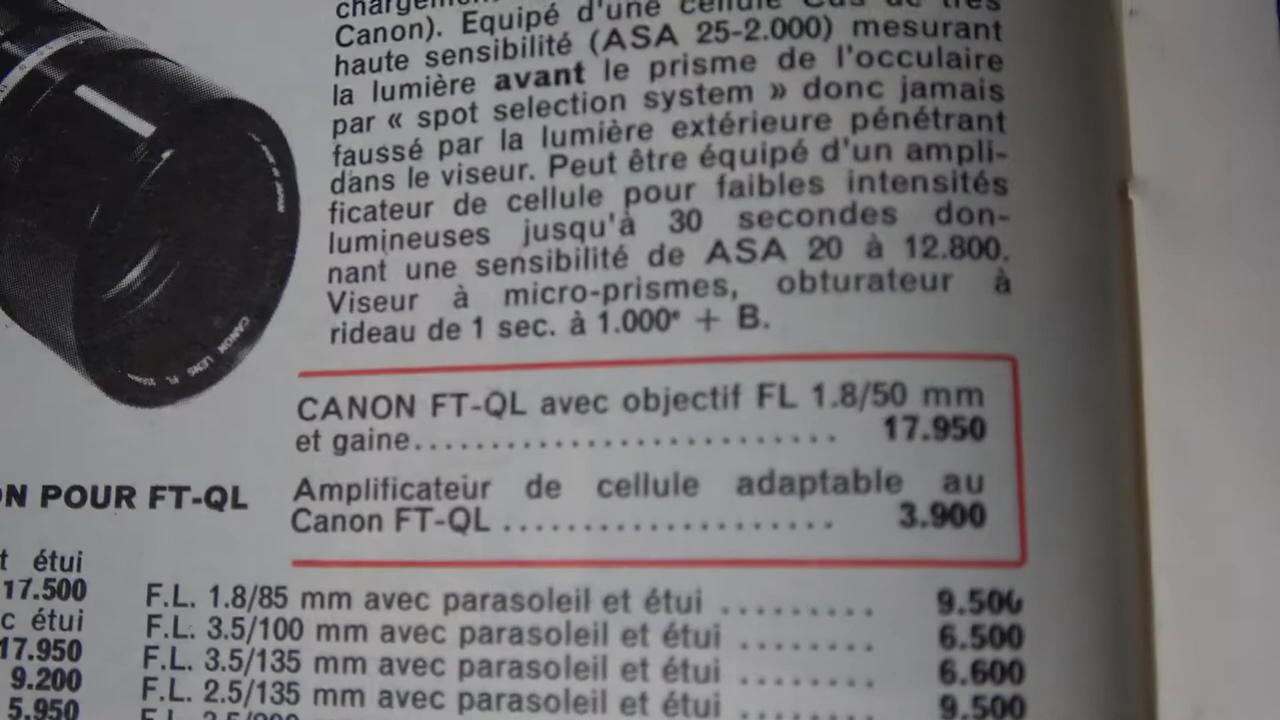 Canon). Equipé d'une cellule CdS de très
haute sensibilité (ASA 25-2.000) mesurant
la lumière avant le prisme de l'occulaire
par « spot selection system » donc jamais
faussé par la lumière extérieure pénétrant
dans le viseur. Peut être équipé d'un ampli-
ficateur de cellule pour faibles intensités
lumineuses jusqu'à 30 secondes don-
nant une sensibilité de ASA 20 à 12.800.
Viseur à micro-prismes, obturateur à
rideau de 1 sec. à 1.000e + B.
CANON LENS FL
CANON FT-QL avec objectif FL 1.8/50 mm
et gaine........................... 17.950
Amplificateur de cellule adaptable au
Canon FT-QL ..................... 3.900
POUR FT-QL
étui
17.500
étui
17.950
9.200
5.950
F.L. 1.8/85 mm avec parasoleil et étui ......... 9.500
F.L. 3.5/100 mm avec parasoleil et étui ........ 6.500
F.L. 3.5/135 mm avec parasoleil et étui ........ 6.600
F.L. 2.5/135 mm avec parasoleil et étui ........ 9.500